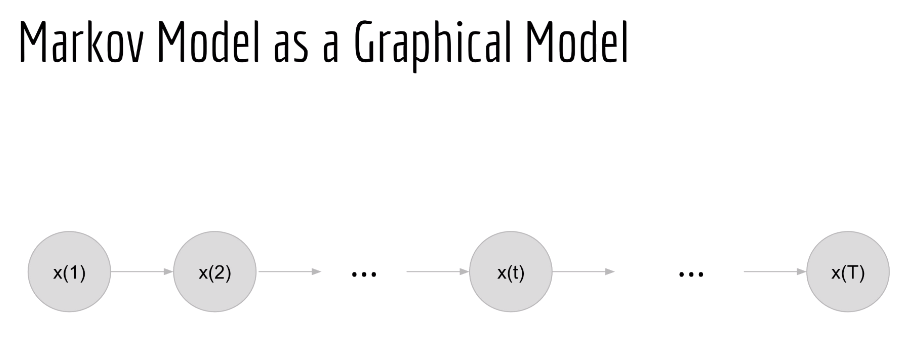 Markov Model as a Graphical Model
x(1) x(2) ... x(t) ... x(T)